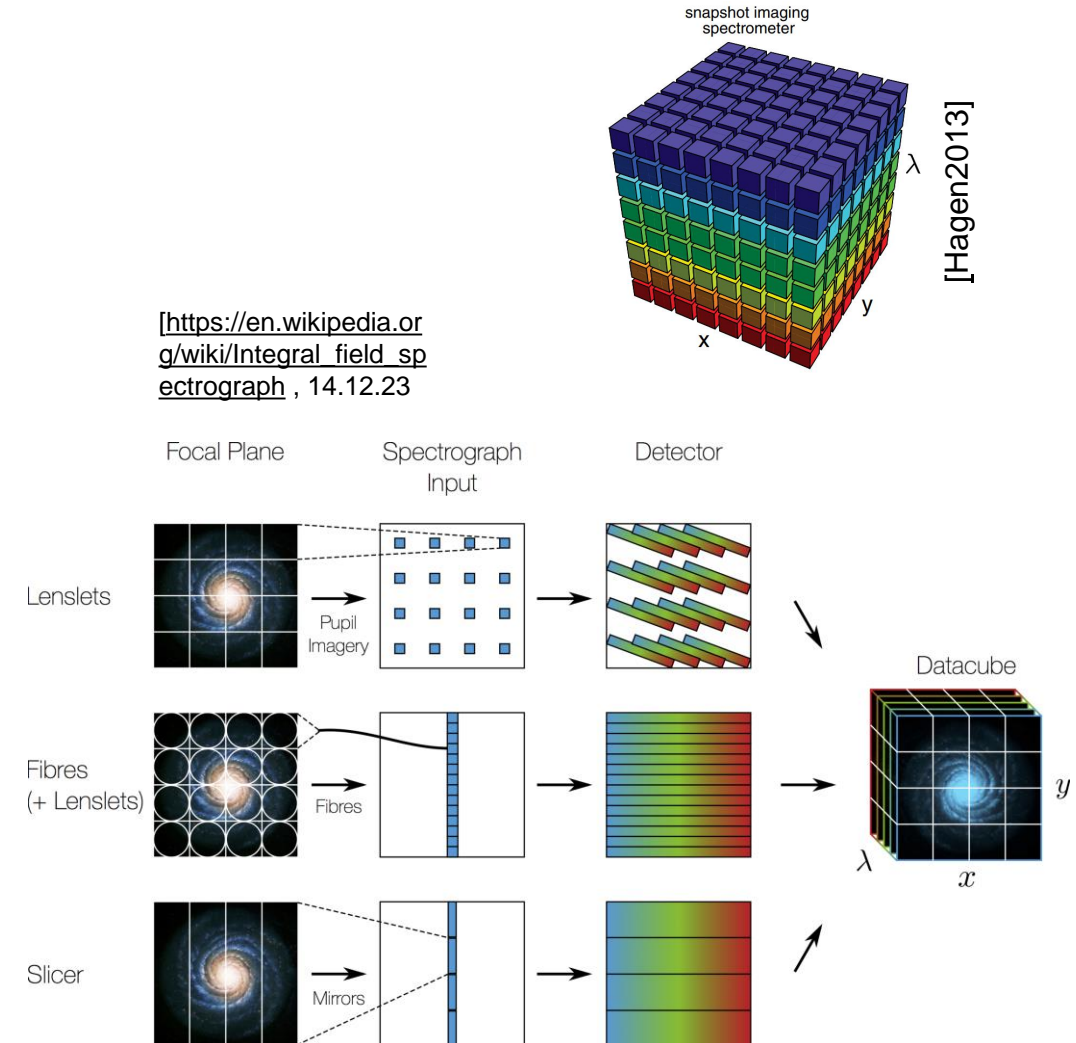 snapshot imaging
spectrometer
λ
y
x
[Hagen2013]
[https://en.wikipedia.or
g/wiki/Integral_field_sp
ectrograph , 14.12.23
Focal Plane
Spectrograph
Input
Detector
Lenslets
Pupil
Imagery
Datacube
Fibres
(+ Lenslets)
Fibres
y
λ
x
Slicer
Mirrors